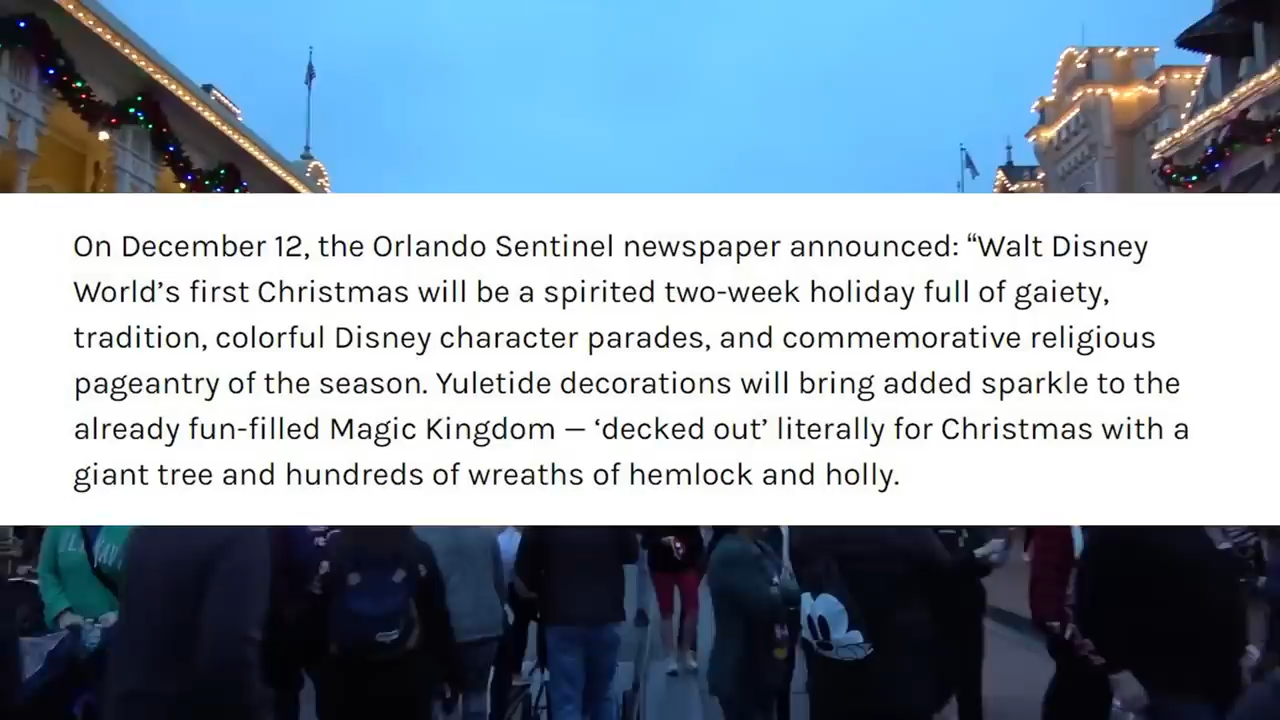 On December 12, the Orlando Sentinel newspaper announced: “Walt Disney
World’s first Christmas will be a spirited two-week holiday full of gaiety,
tradition, colorful Disney character parades, and commemorative religious
pageantry of the season. Yuletide decorations will bring added sparkle to the
already fun-filled Magic Kingdom — ‘decked out’ literally for Christmas with a
giant tree and hundreds of wreaths of hemlock and holly.